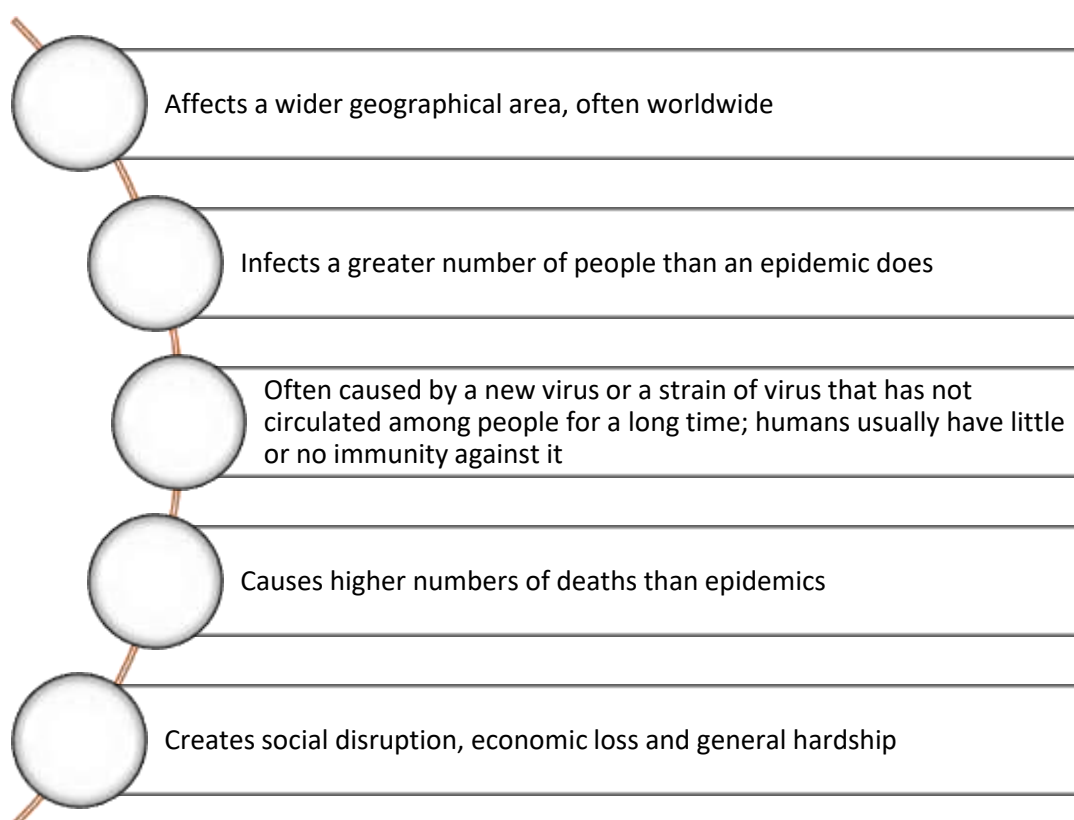 Affects a wider geographical area, often worldwide
Infects a greater number of people than an epidemic does
Often caused by a new virus or a strain of virus that has not
circulated among people for a long time; humans usually have little
or no immunity against it
Causes higher numbers of deaths than epidemics
Creates social disruption, economic loss and general hardship